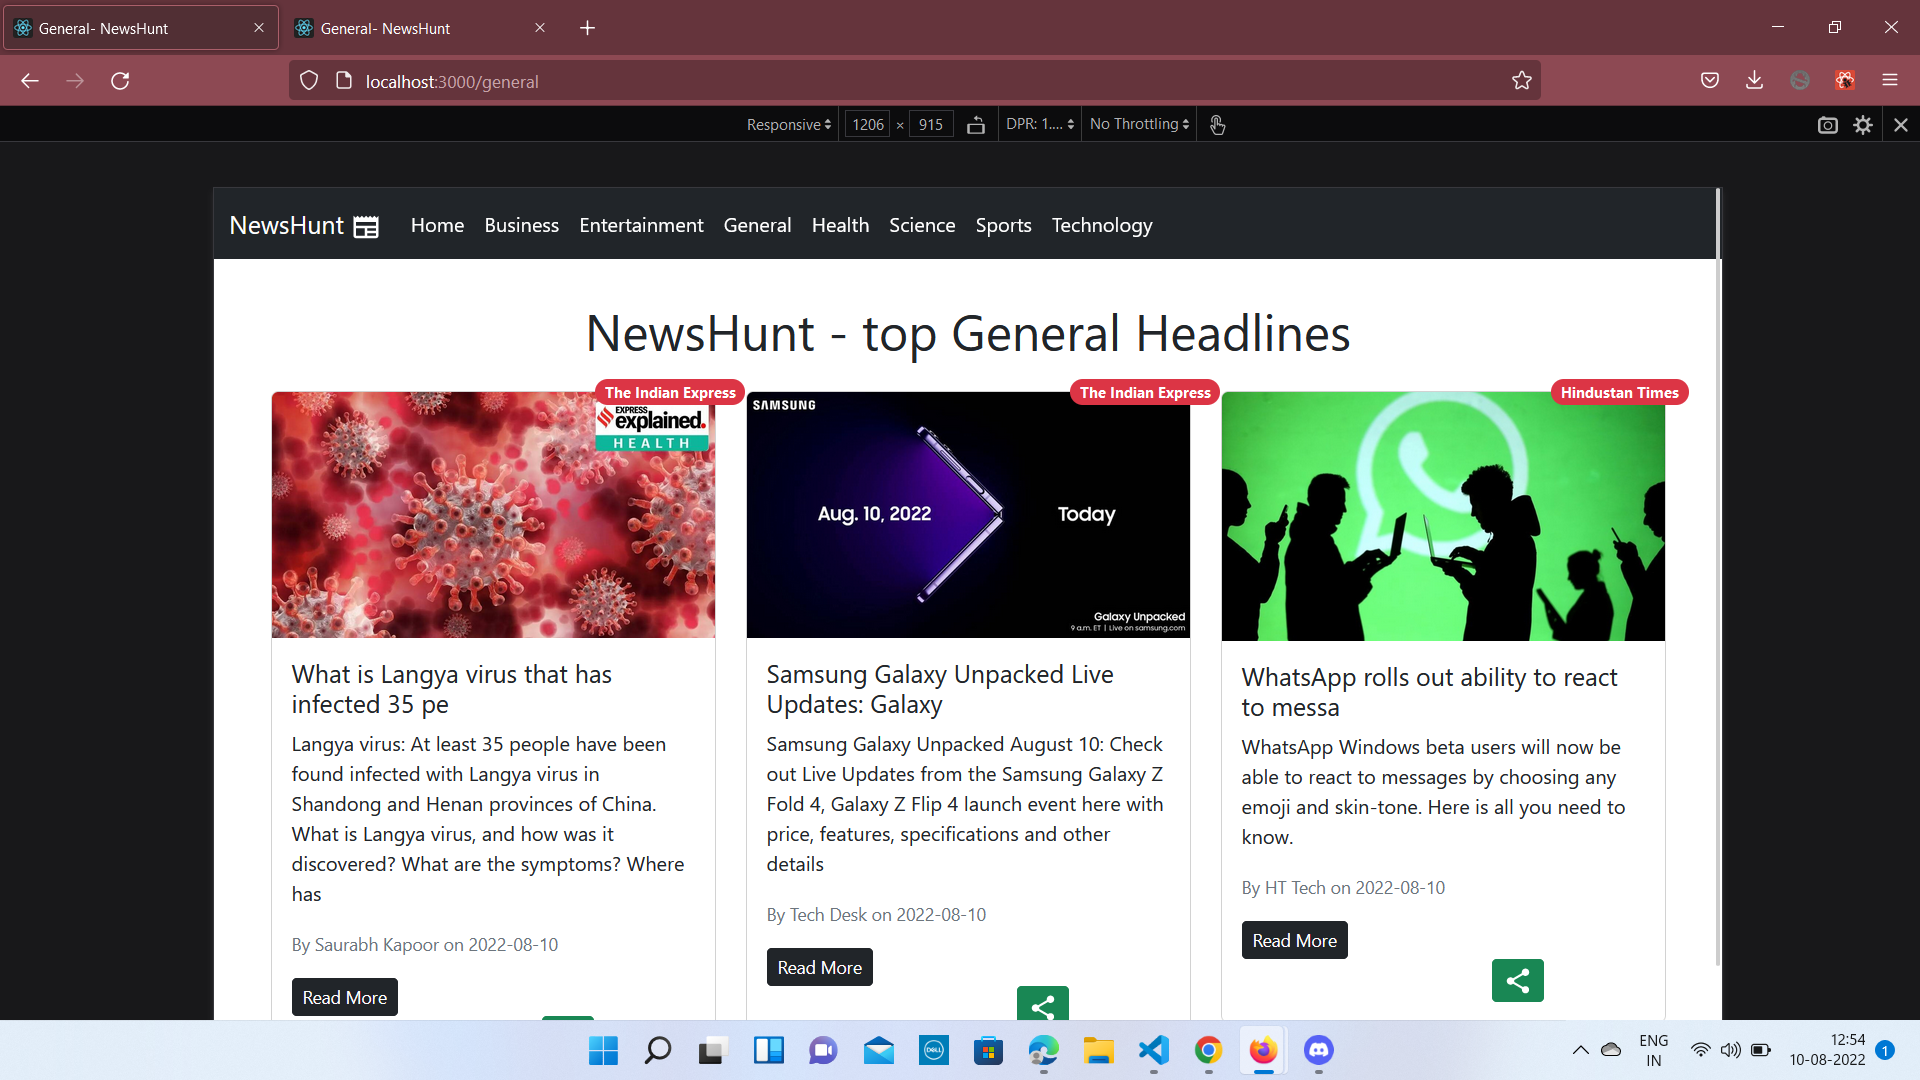 General- NewsHunt
General- NewsHunt
localhost:3000/general
Responsive 1206 × 915 DPR: 1.... No Throttling
NewsHunt Home Business Entertainment General Health Science Sports Technology
NewsHunt - top General Headlines
The Indian Express
EXPRESS
explained.
HEALTH
What is Langya virus that has
infected 35 pe
Langya virus: At least 35 people have been
found infected with Langya virus in
Shandong and Henan provinces of China.
What is Langya virus, and how was it
discovered? What are the symptoms? Where
has
By Saurabh Kapoor on 2022-08-10
Read More
The Indian Express
SAMSUNG
Aug. 10, 2022 Today
Galaxy Unpacked
9 a.m. ET | Live on samsung.com
Samsung Galaxy Unpacked Live
Updates: Galaxy
Samsung Galaxy Unpacked August 10: Check
out Live Updates from the Samsung Galaxy Z
Fold 4, Galaxy Z Flip 4 launch event here with
price, features, specifications and other
details
By Tech Desk on 2022-08-10
Read More
Hindustan Times
WhatsApp rolls out ability to react
to messa
WhatsApp Windows beta users will now be
able to react to messages by choosing any
emoji and skin-tone. Here is all you need to
know.
By HT Tech on 2022-08-10
Read More
DELL
ENG
IN
12:54
10-08-2022
1